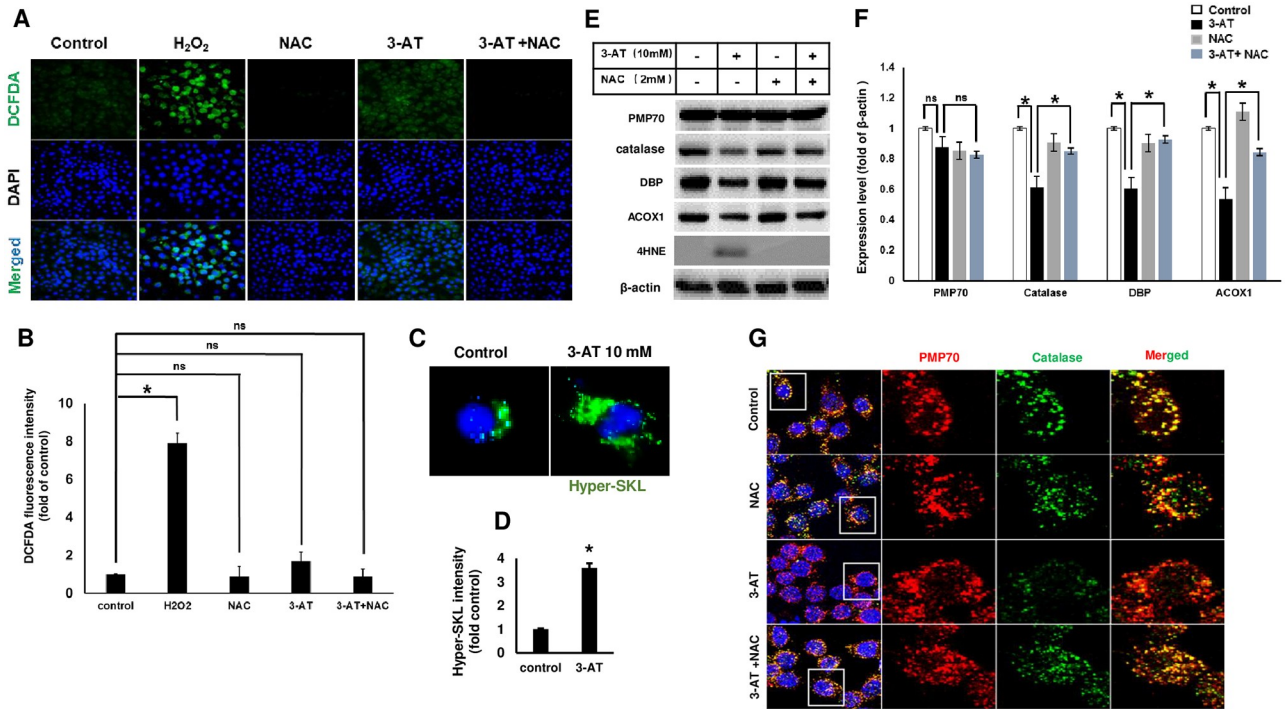 A
Control H₂O₂ NAC 3-AT 3-AT +NAC
DCFDA
DAPI
Merged
B
ns
ns
ns
*
DCFDA fluorescence intensity
(fold of control)
10
8
6
4
2
0
control H2O2 NAC 3-AT 3-AT+NAC
C
Control 3-AT 10 mM
Hyper-SKL
D
Hyper-SKL intensity
(fold control)
4
3
2
1
0
*
control 3-AT
E
3-AT (10mM) - + - +
NAC (2mM) - - + +
PMP70
catalase
DBP
ACOX1
4HNE
β-actin
F
Control
3-AT
NAC
3-AT+ NAC
Expression level (fold of β-actin)
1.4
1.2
1
0.8
0.6
0.4
0.2
0
ns ns * * * * * *
PMP70 Catalase DBP ACOX1
G
PMP70 Catalase Merged
Control
NAC
3-AT
3-AT +NAC